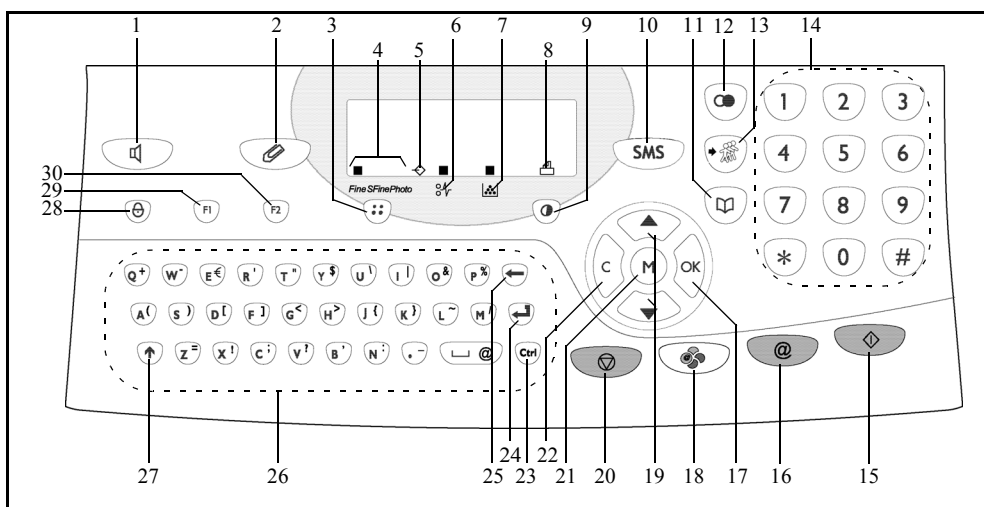 1 2 3 4 5 6 7 8 9 10 11 12 13 14
SMS
1 2 3
4 5 6
7 8 9
* 0 #
Fine SFine Photo
30
29
28
F1 F2
Q + W - E € R ' T " Y $ U \ I | O & P %
A ( S ) D [ F ] G < H > J { K } L ~ M /
Z = X ! C ; V ? B ' N : . - @ Ctrl
C M OK
@
27 26 25 24 23 22 21 20 19 18 17 16 15